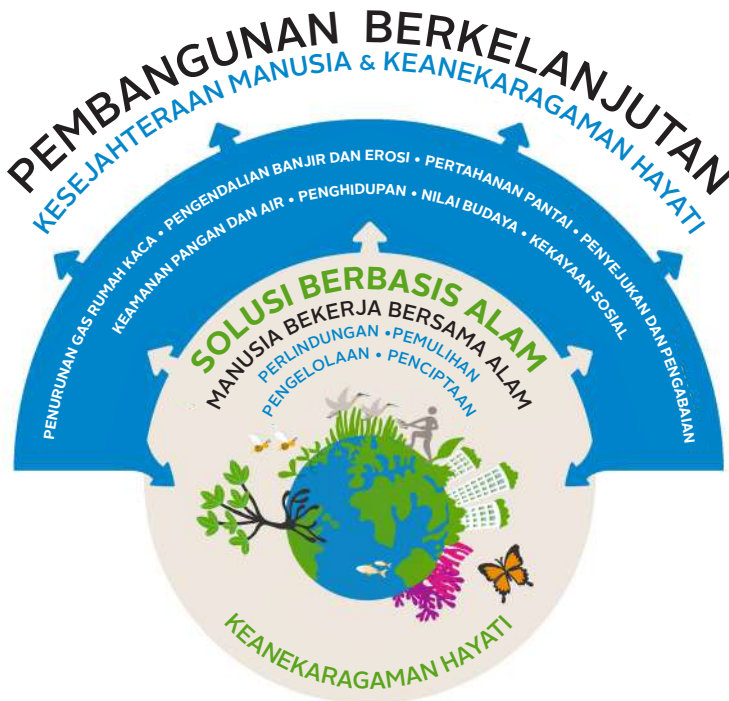 PEMBANGUNAN BERKELANJUTAN
KESEJAHTERAAN MANUSIA & KEANEKARAGAMAN HAYATI
PENURUNAN GAS RUMAH KACA • PENGENDALIAN BANJIR DAN EROSI • PERTAHANAN PANTAI • PENYEJUKAN DAN PENGABAIAN
KEAMANAN PANGAN DAN AIR • PENGHIDUPAN • NILAI BUDAYA • KEKAYAAN SOSIAL
SOLUSI BERBASIS ALAM
MANUSIA BEKERJA BERSAMA ALAM
PERLINDUNGAN • PEMULIHAN
PENGELOLAAN • PENCIPTAAN
KEANEKARAGAMAN HAYATI